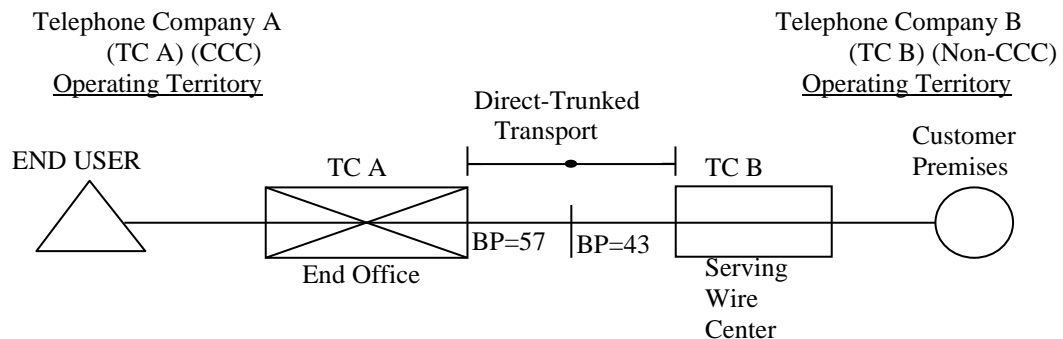 Telephone Company A
(TC A) (CCC)
Operating Territory
Telephone Company B
(TC B) (Non-CCC)
Operating Territory
Direct-Trunked
Transport
END USER
TC A
TC B
Customer
Premises
BP=57
BP=43
End Office
Serving
Wire
Center